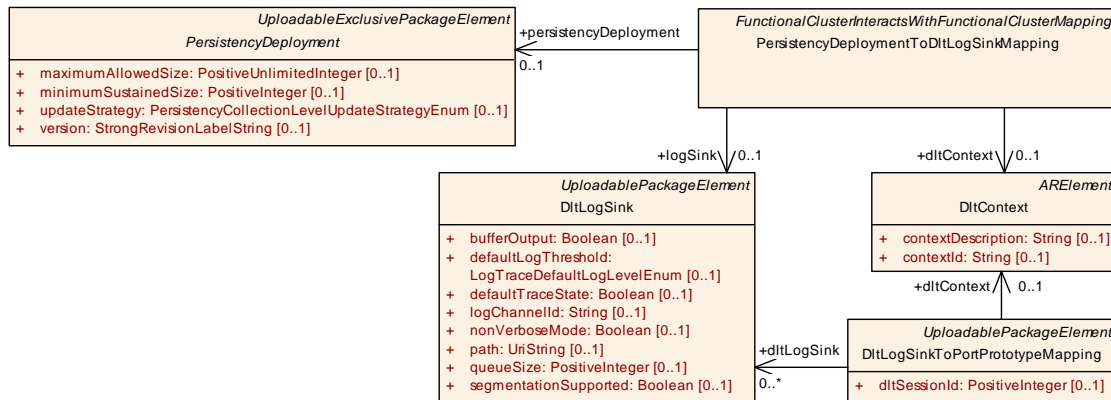 UploadableExclusivePackageElement
PersistencyDeployment
+ maximumAllowedSize: PositiveUnlimitedInteger [0..1]
+ minimumSustainedSize: PositiveInteger [0..1]
+ updateStrategy: PersistencyCollectionLevelUpdateStrategyEnum [0..1]
+ version: StrongRevisionLabelString [0..1]
+persistencyDeployment
0..1
FunctionalClusterInteractsWithFunctionalClusterMapping
PersistencyDeploymentToDltLogSinkMapping
+logSink 0..1
+dltContext 0..1
UploadablePackageElement
DltLogSink
+ bufferOutput: Boolean [0..1]
+ defaultLogThreshold:
LogTraceDefaultLogLevelEnum [0..1]
+ defaultTraceState: Boolean [0..1]
+ logChannelId: String [0..1]
+ nonVerboseMode: Boolean [0..1]
+ path: UriString [0..1]
+ queueSize: PositiveInteger [0..1]
+ segmentationSupported: Boolean [0..1]
ARElement
DltContext
+ contextDescription: String [0..1]
+ contextId: String [0..1]
+dltContext 0..1
+dltLogSink
0..*
UploadablePackageElement
DltLogSinkToPortPrototypeMapping
+ dltSessionId: PositiveInteger [0..1]